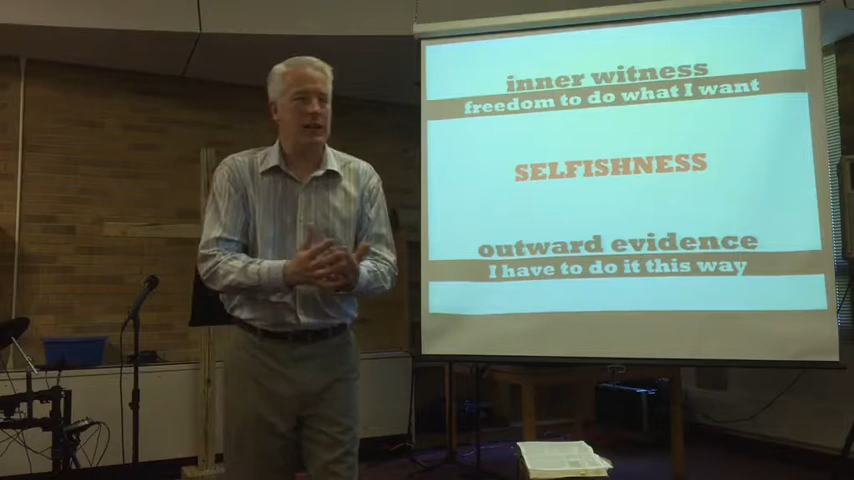 inner witness
freedom to do what I want
SELFISHNESS
outward evidence
I have to do it this way